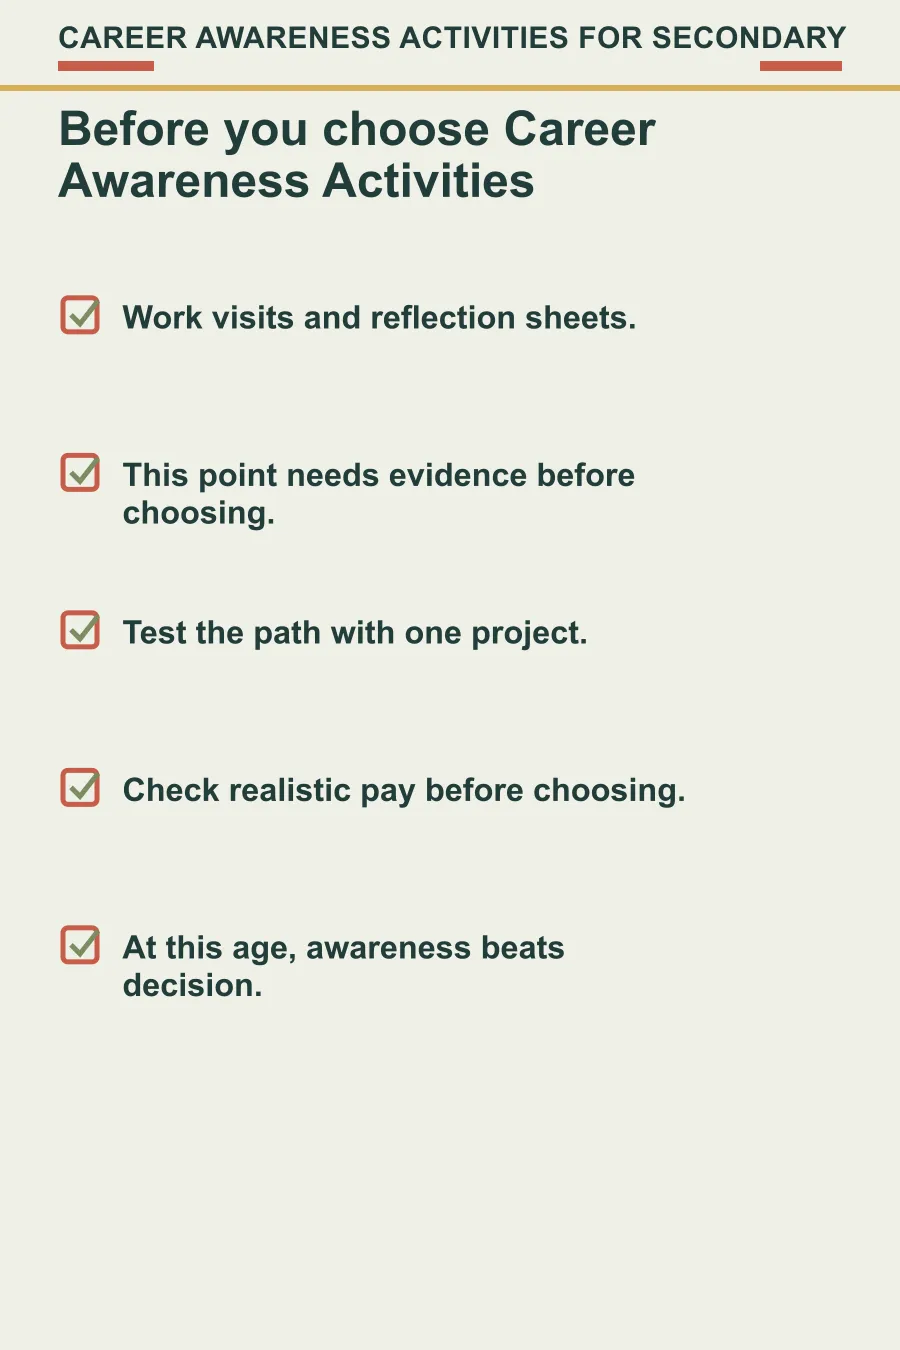 CAREER AWARENESS ACTIVITIES FOR SECONDARY
Before you choose Career
Awareness Activities
Work visits and reflection sheets.
This point needs evidence before
choosing.
Test the path with one project.
Check realistic pay before choosing.
At this age, awareness beats
decision.